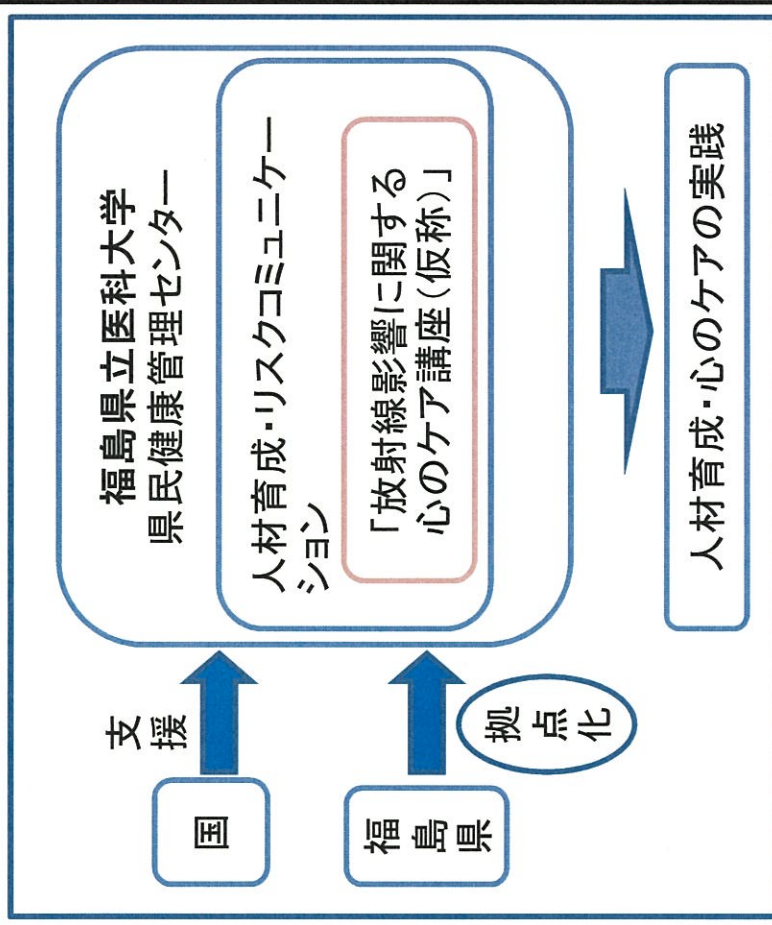 国
支援
福島県
拠点化
福島県立医科大学
県民健康管理センター
人材育成・リスクコミュニケー
ション
「放射線影響に関する
心のケア講座(仮称)」
人材育成・心のケアの実践